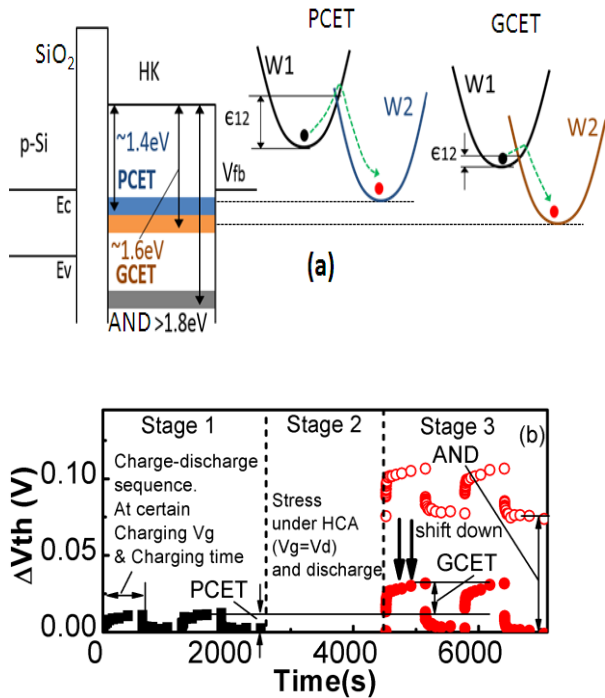 PCET
GCET
SiO2
HK
W1
W2
W1
W2
є12
є12
p-Si
~1.4eV
PCET
Vfb
Ec
~1.6eV
GCET
Ev
AND >1.8eV
(a)
Stage 1
Stage 2
Stage 3
(b)
Charge-discharge
sequence.
At certain
Charging Vg
& Charging time
PCET
Stress
under HCA
(Vg=Vd)
and discharge
AND
shift down
GCET
ΔVth (V)
0.10
0.05
0.00
0
2000
4000
6000
Time(s)